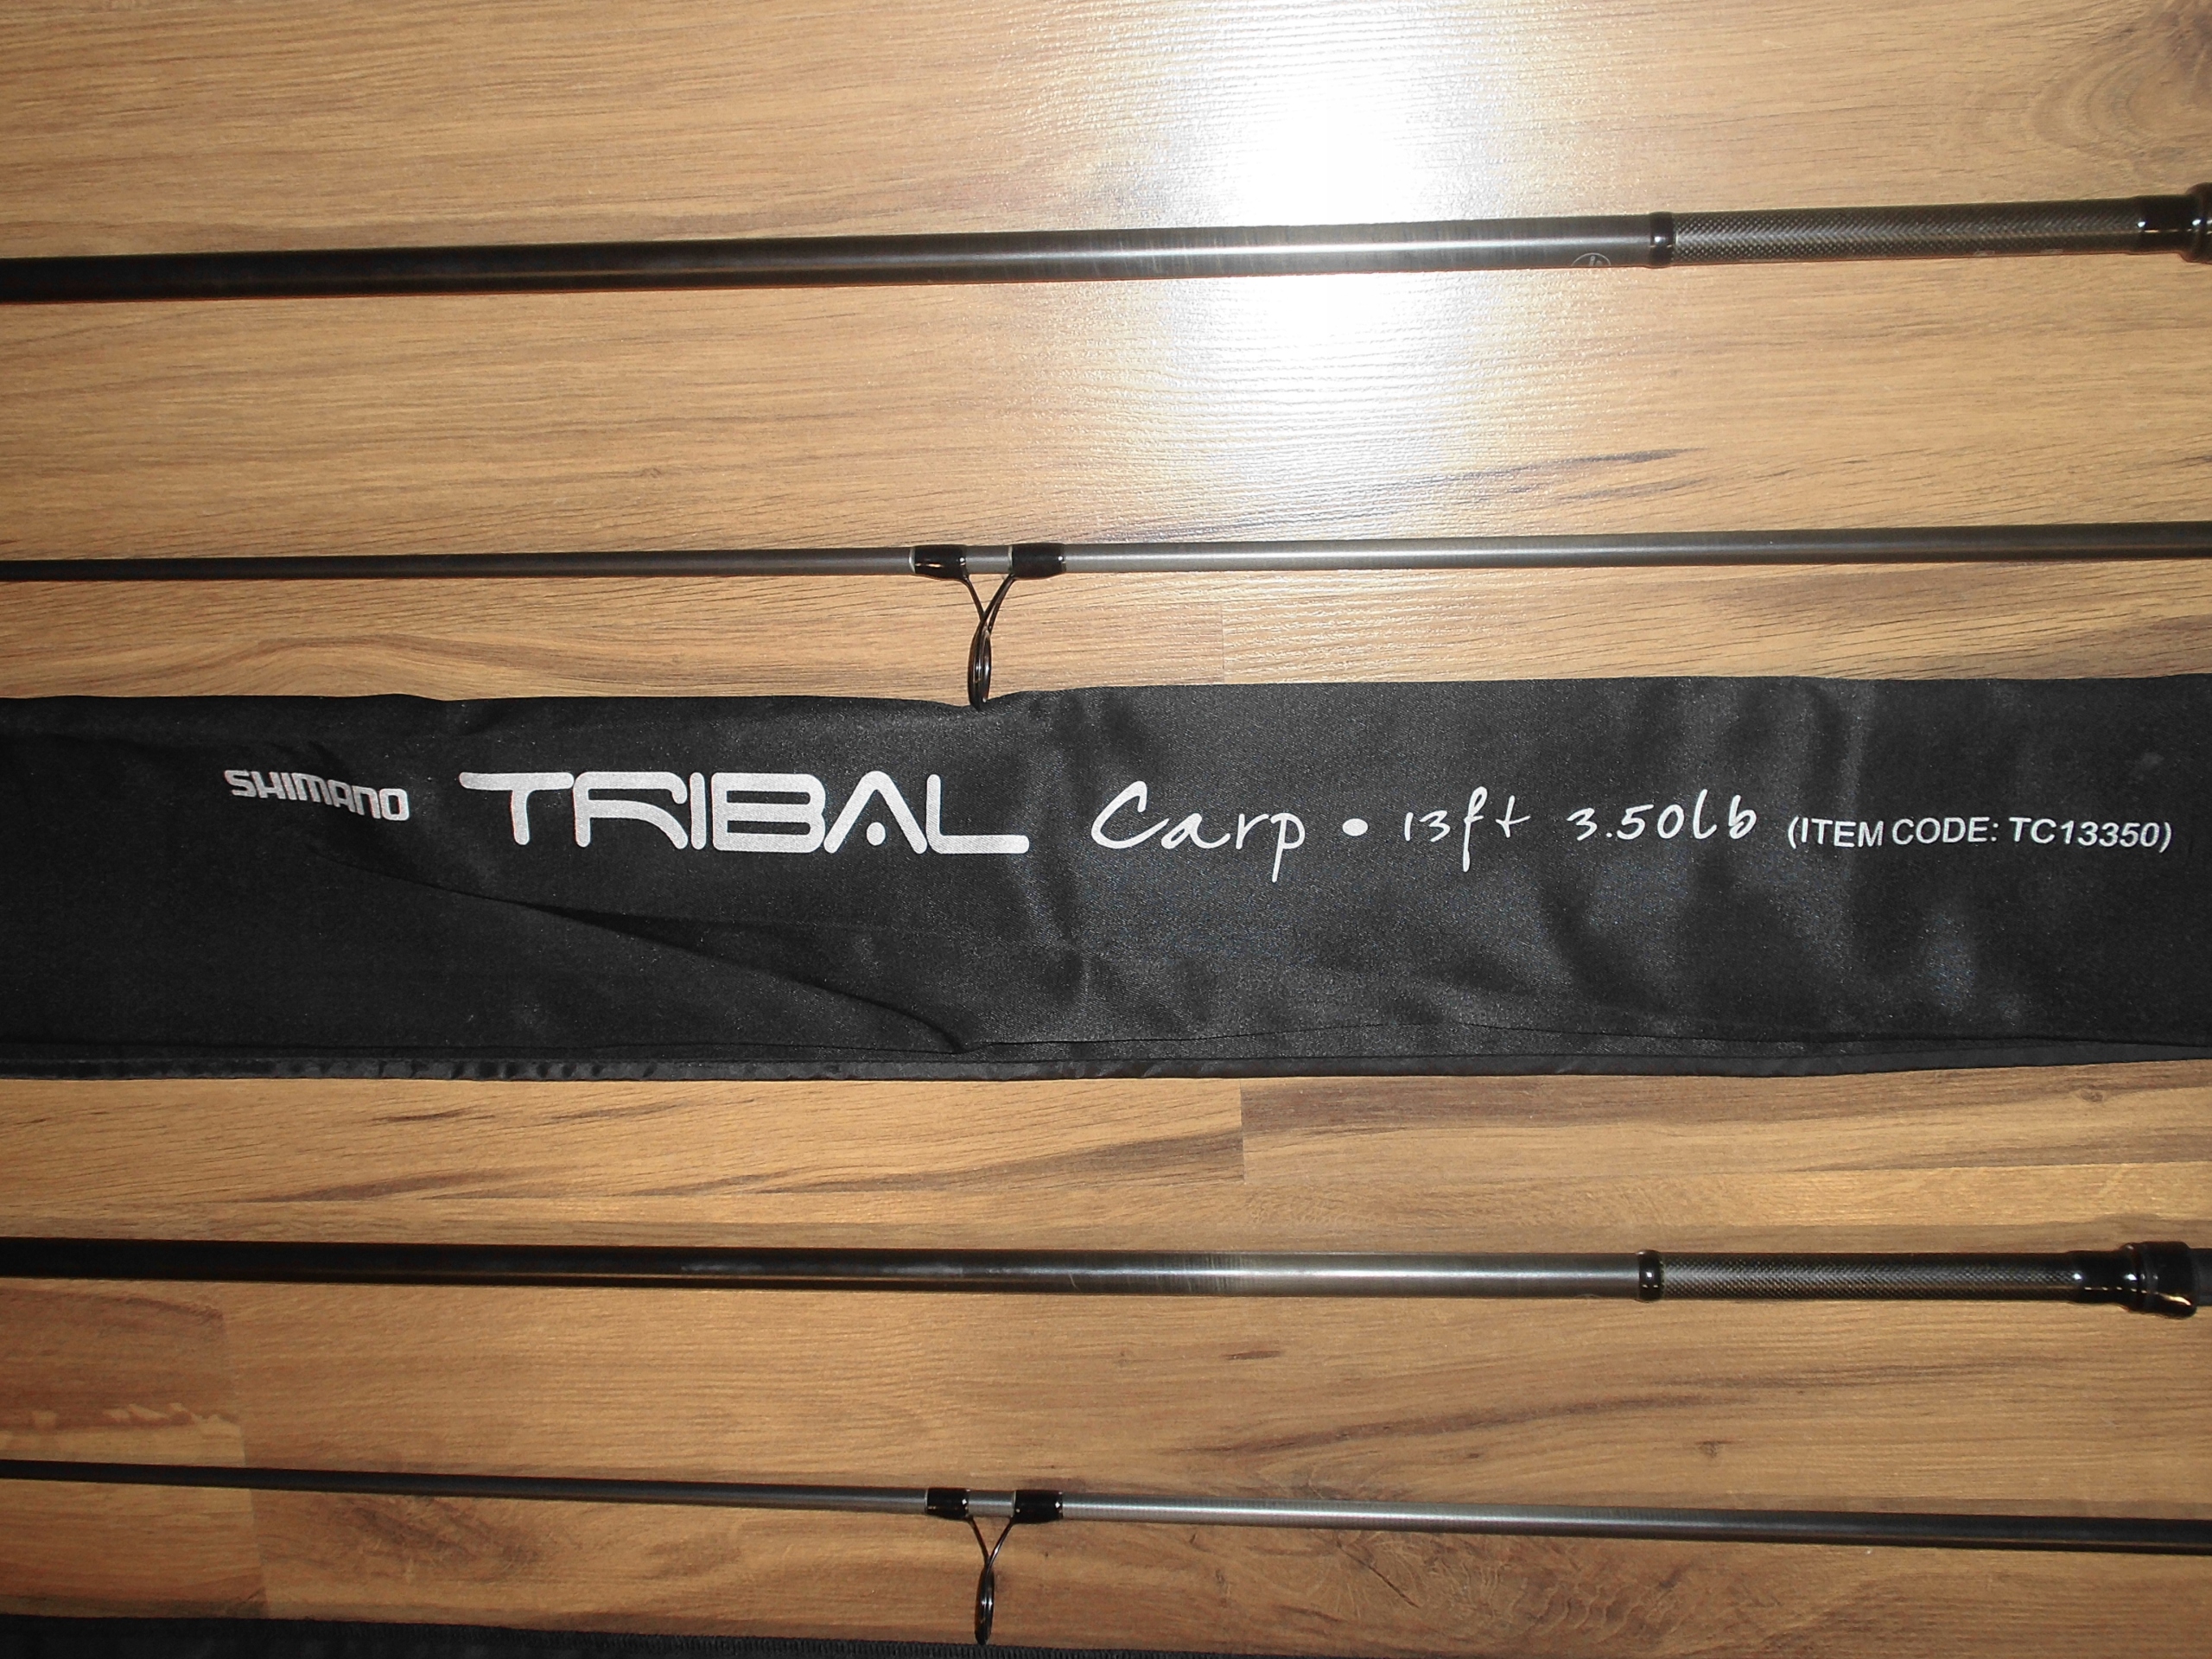 SHIMANO TRIBAL Carp • 13ft 3.50lb (ITEM CODE: TC13350)